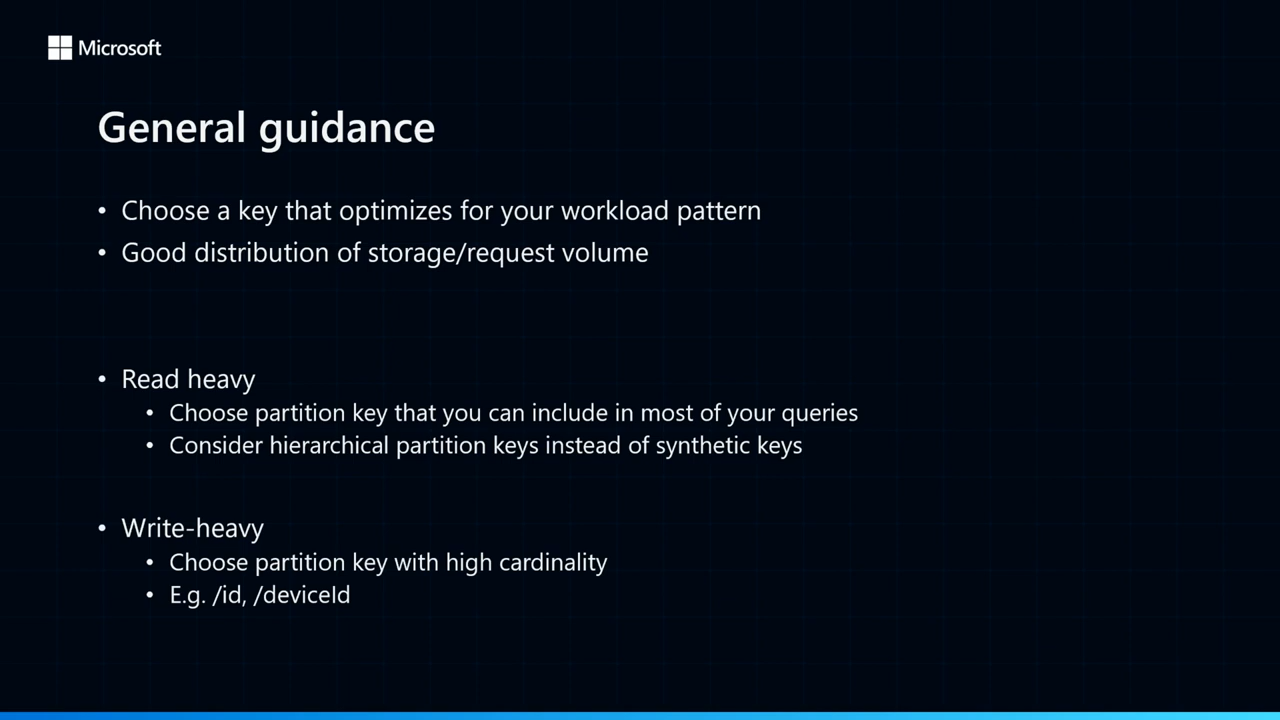 Microsoft
General guidance
• Choose a key that optimizes for your workload pattern
• Good distribution of storage/request volume
• Read heavy
• Choose partition key that you can include in most of your queries
• Consider hierarchical partition keys instead of synthetic keys
• Write-heavy
• Choose partition key with high cardinality
• E.g. /id, /deviceId